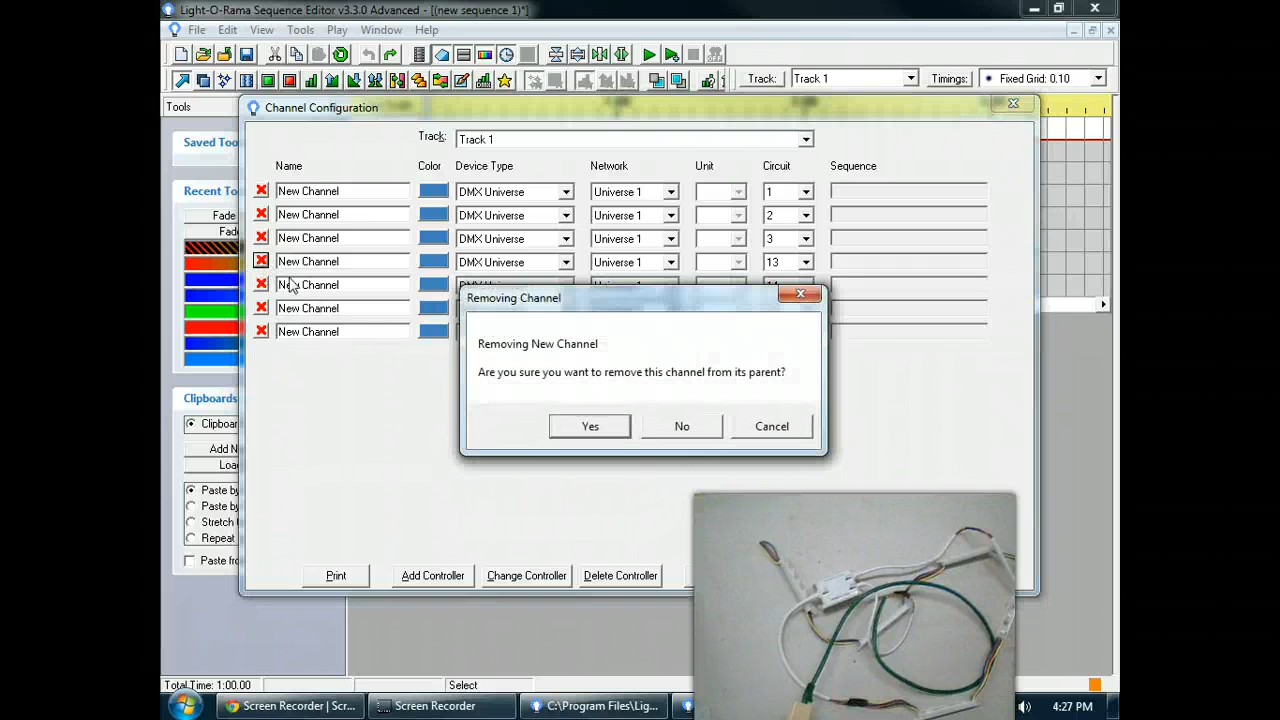 Light-O-Rama Sequence Editor v3.3.0 Advanced - [(new sequence 1)*]
File Edit View Tools Play Window Help
Track: Track 1 Timings: Fixed Grid: 0.10
Tools
Channel Configuration
Saved Too
Recent To
Fade
Fade
Clipboards
Clipboar
Add N
Loa
Paste by
Paste by
Stretch
Repeat
Paste from
Track: Track 1
Name Color Device Type Network Unit Circuit Sequence
New Channel DMX Universe Universe 1 1
New Channel DMX Universe Universe 1 2
New Channel DMX Universe Universe 1 3
New Channel DMX Universe Universe 1 13
New Channel
New Channel
New Channel
Removing Channel
Removing New Channel
Are you sure you want to remove this channel from its parent?
Yes No Cancel
Print Add Controller Change Controller Delete Controller
Total Time: 1:00.00 Select
Screen Recorder | Scr... Screen Recorder C:\Program Files\Lig... 4:27 PM